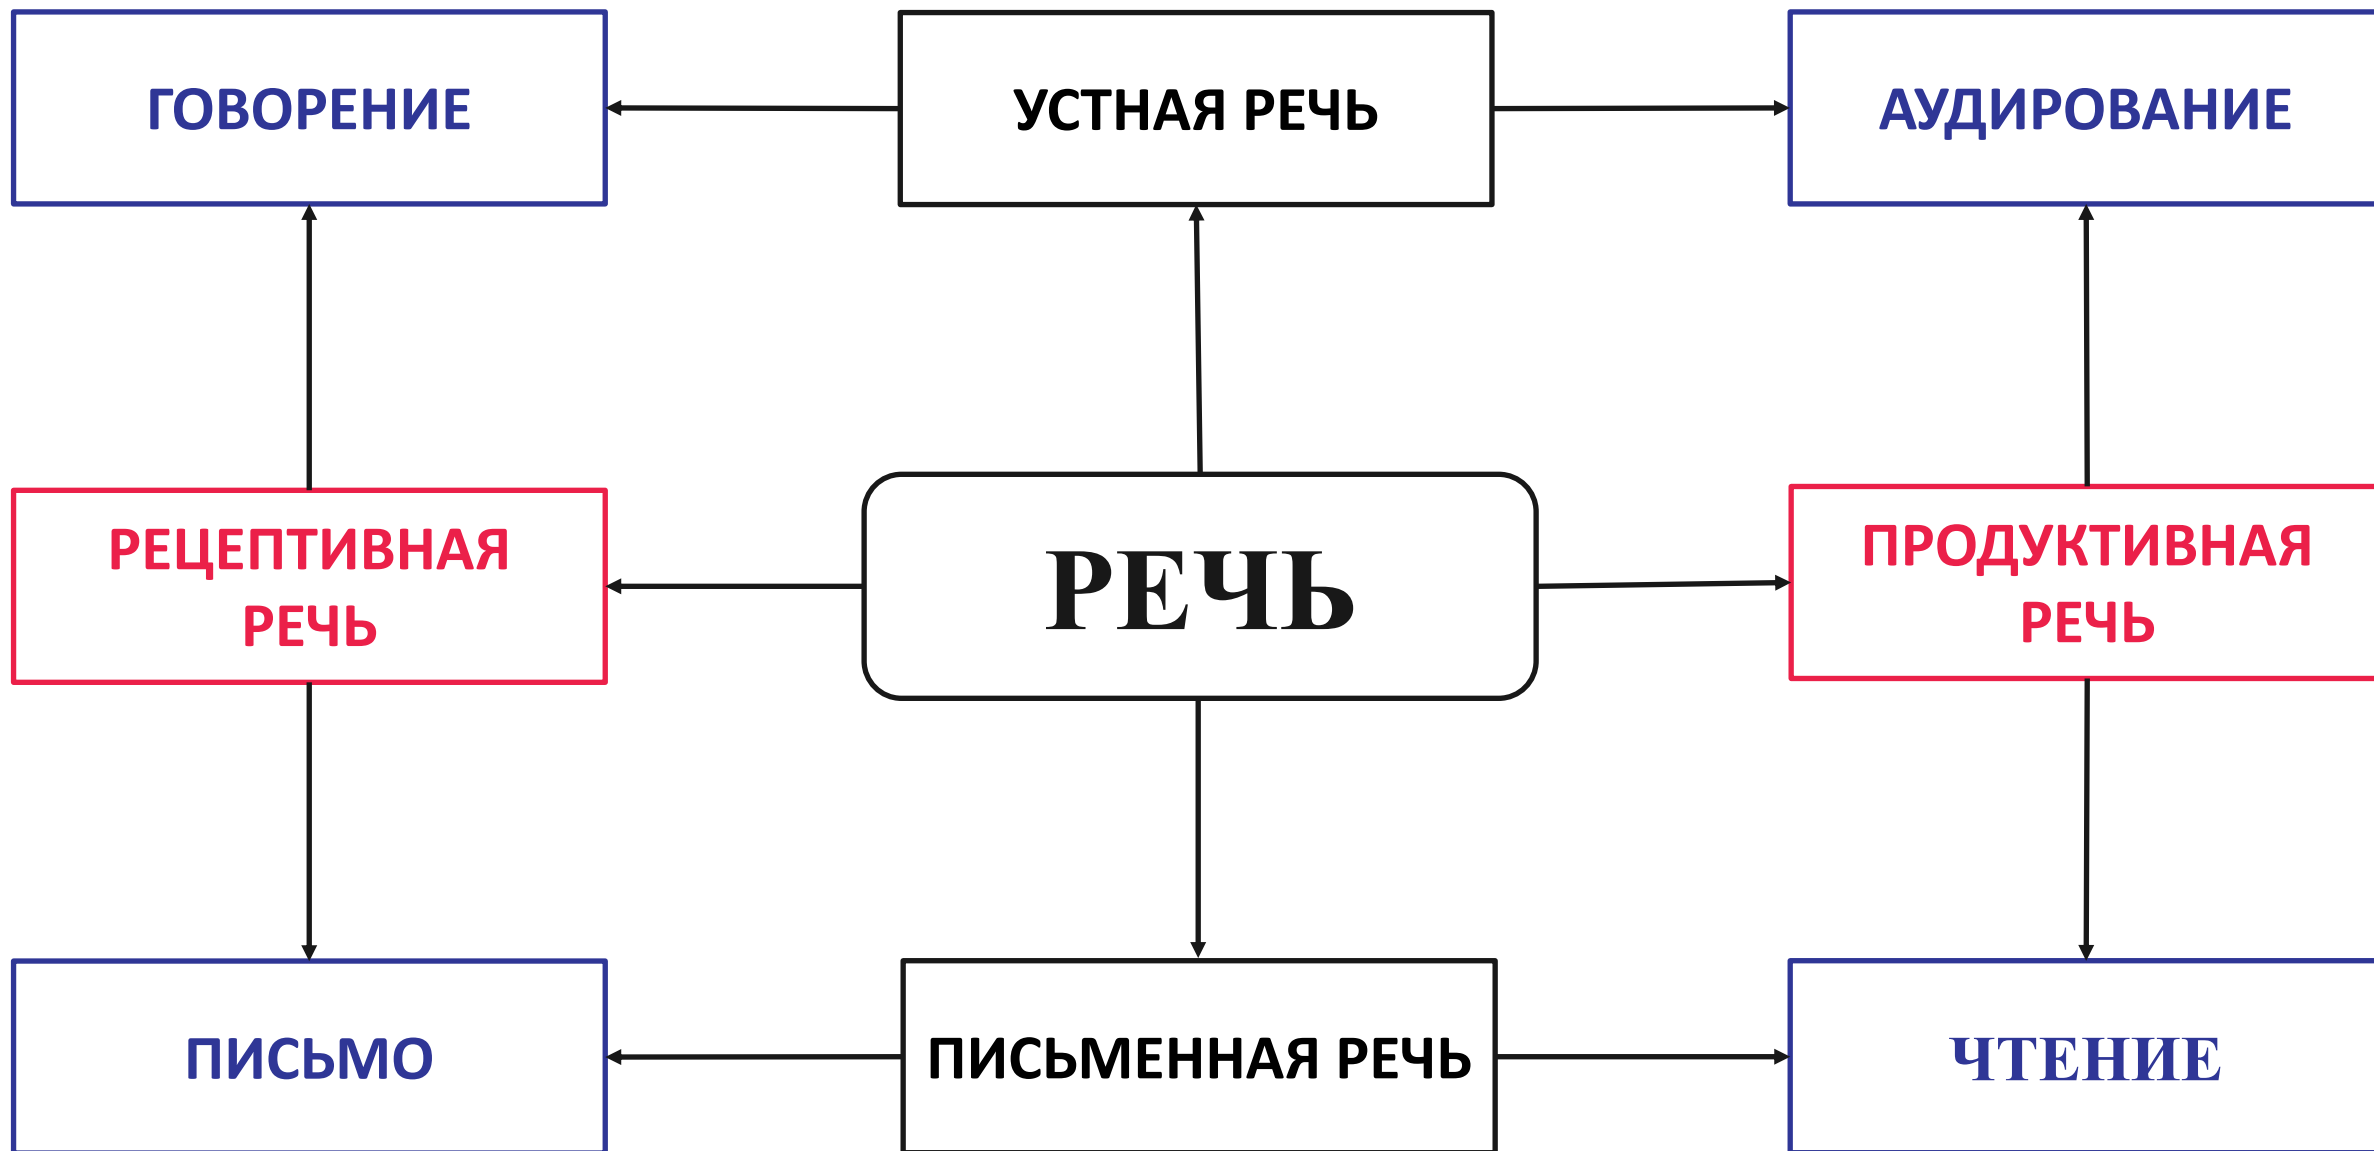 ГОВОРЕНИЕ
УСТНАЯ РЕЧЬ
АУДИРОВАНИЕ
РЕЦЕПТИВНАЯ
РЕЧЬ
РЕЧЬ
ПРОДУКТИВНАЯ
РЕЧЬ
ПИСЬМО
ПИСЬМЕННАЯ РЕЧЬ
ЧТЕНИЕ